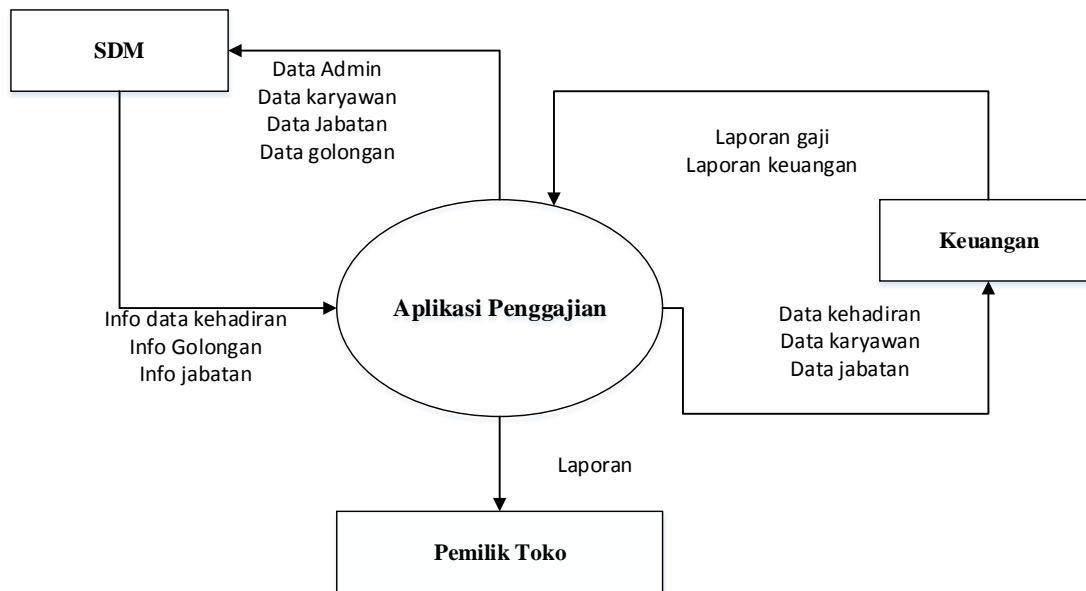 SDM
Data Admin
Data karyawan
Data Jabatan
Data golongan
Laporan gaji
Laporan keuangan
Keuangan
Aplikasi Penggajian
Info data kehadiran
Info Golongan
Info jabatan
Data kehadiran
Data karyawan
Data jabatan
Laporan
Pemilik Toko